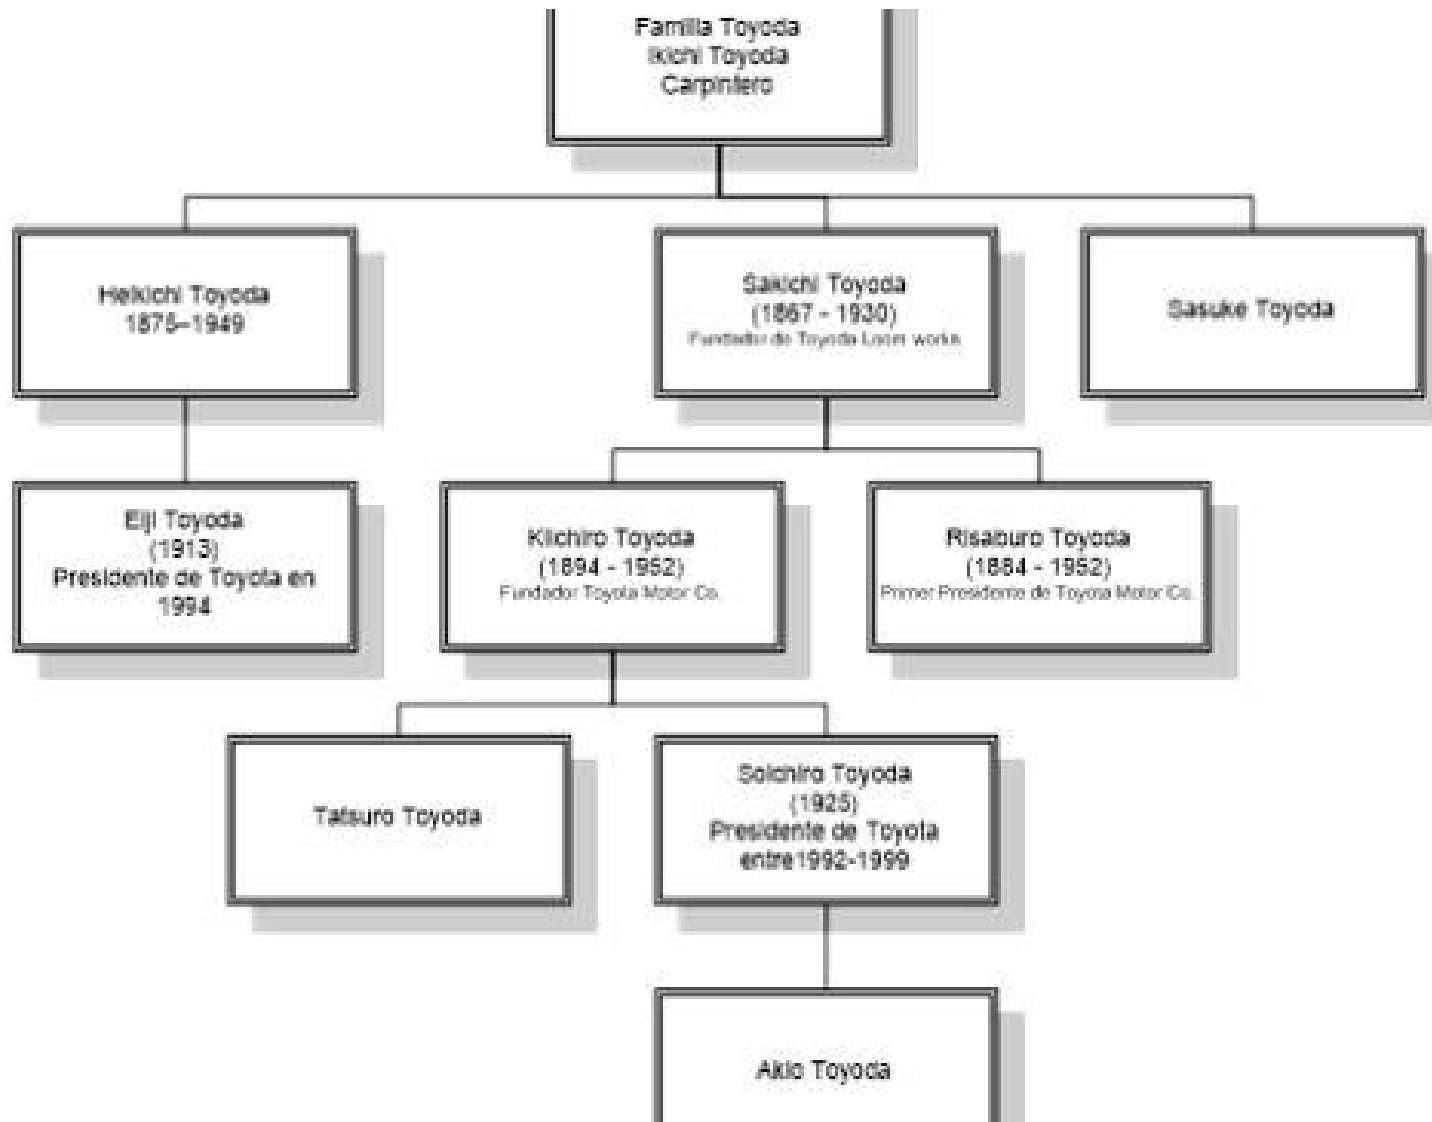 Familia Toyoda
Ikichi Toyoda
Carpintero
Heikichi Toyoda
1875–1949
Sakichi Toyoda
(1867 - 1930)
Fundador de Toyoda Loom works
Sasuke Toyoda
Eiji Toyoda
(1913)
Presidente de Toyota en
1994
Kiichiro Toyoda
(1894 - 1952)
Fundador Toyota Motor Co.
Risaburo Toyoda
(1884 - 1952)
Primer Presidente de Toyota Motor Co.
Tatsuro Toyoda
Soichiro Toyoda
(1925)
Presidente de Toyota
entre1992-1999
Akio Toyoda